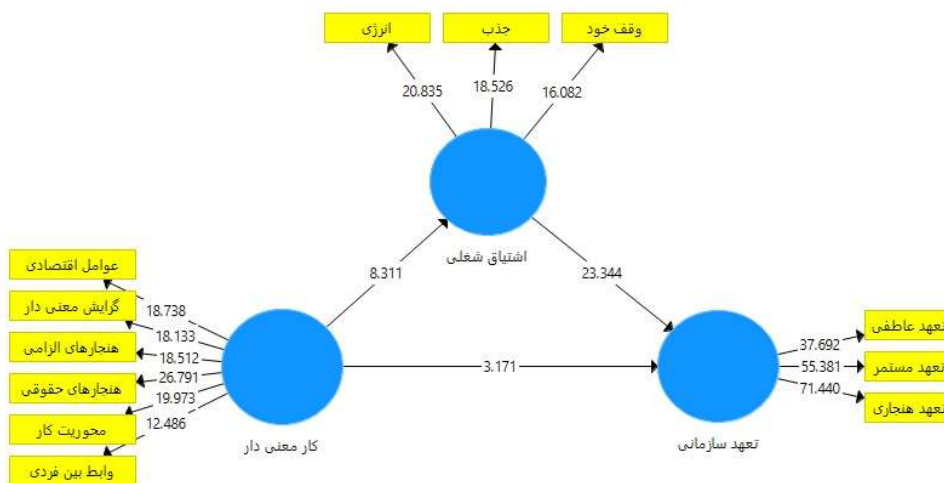 انرژی
جذب
وقف خود
20.835
18.526
16.082
اشتیاق شغلی
8.311
23.344
عوامل اقتصادی
گرایش معنی دار
هنجارهای الزامی
هنجارهای حقوقی
محوریت کار
وابط بین فردی
18.738
18.133
18.512
26.791
19.973
12.486
کار معنی دار
3.171
تعهد سازمانی
37.692
55.381
71.440
تعهد عاطفی
تعهد مستمر
تعهد هنجاری